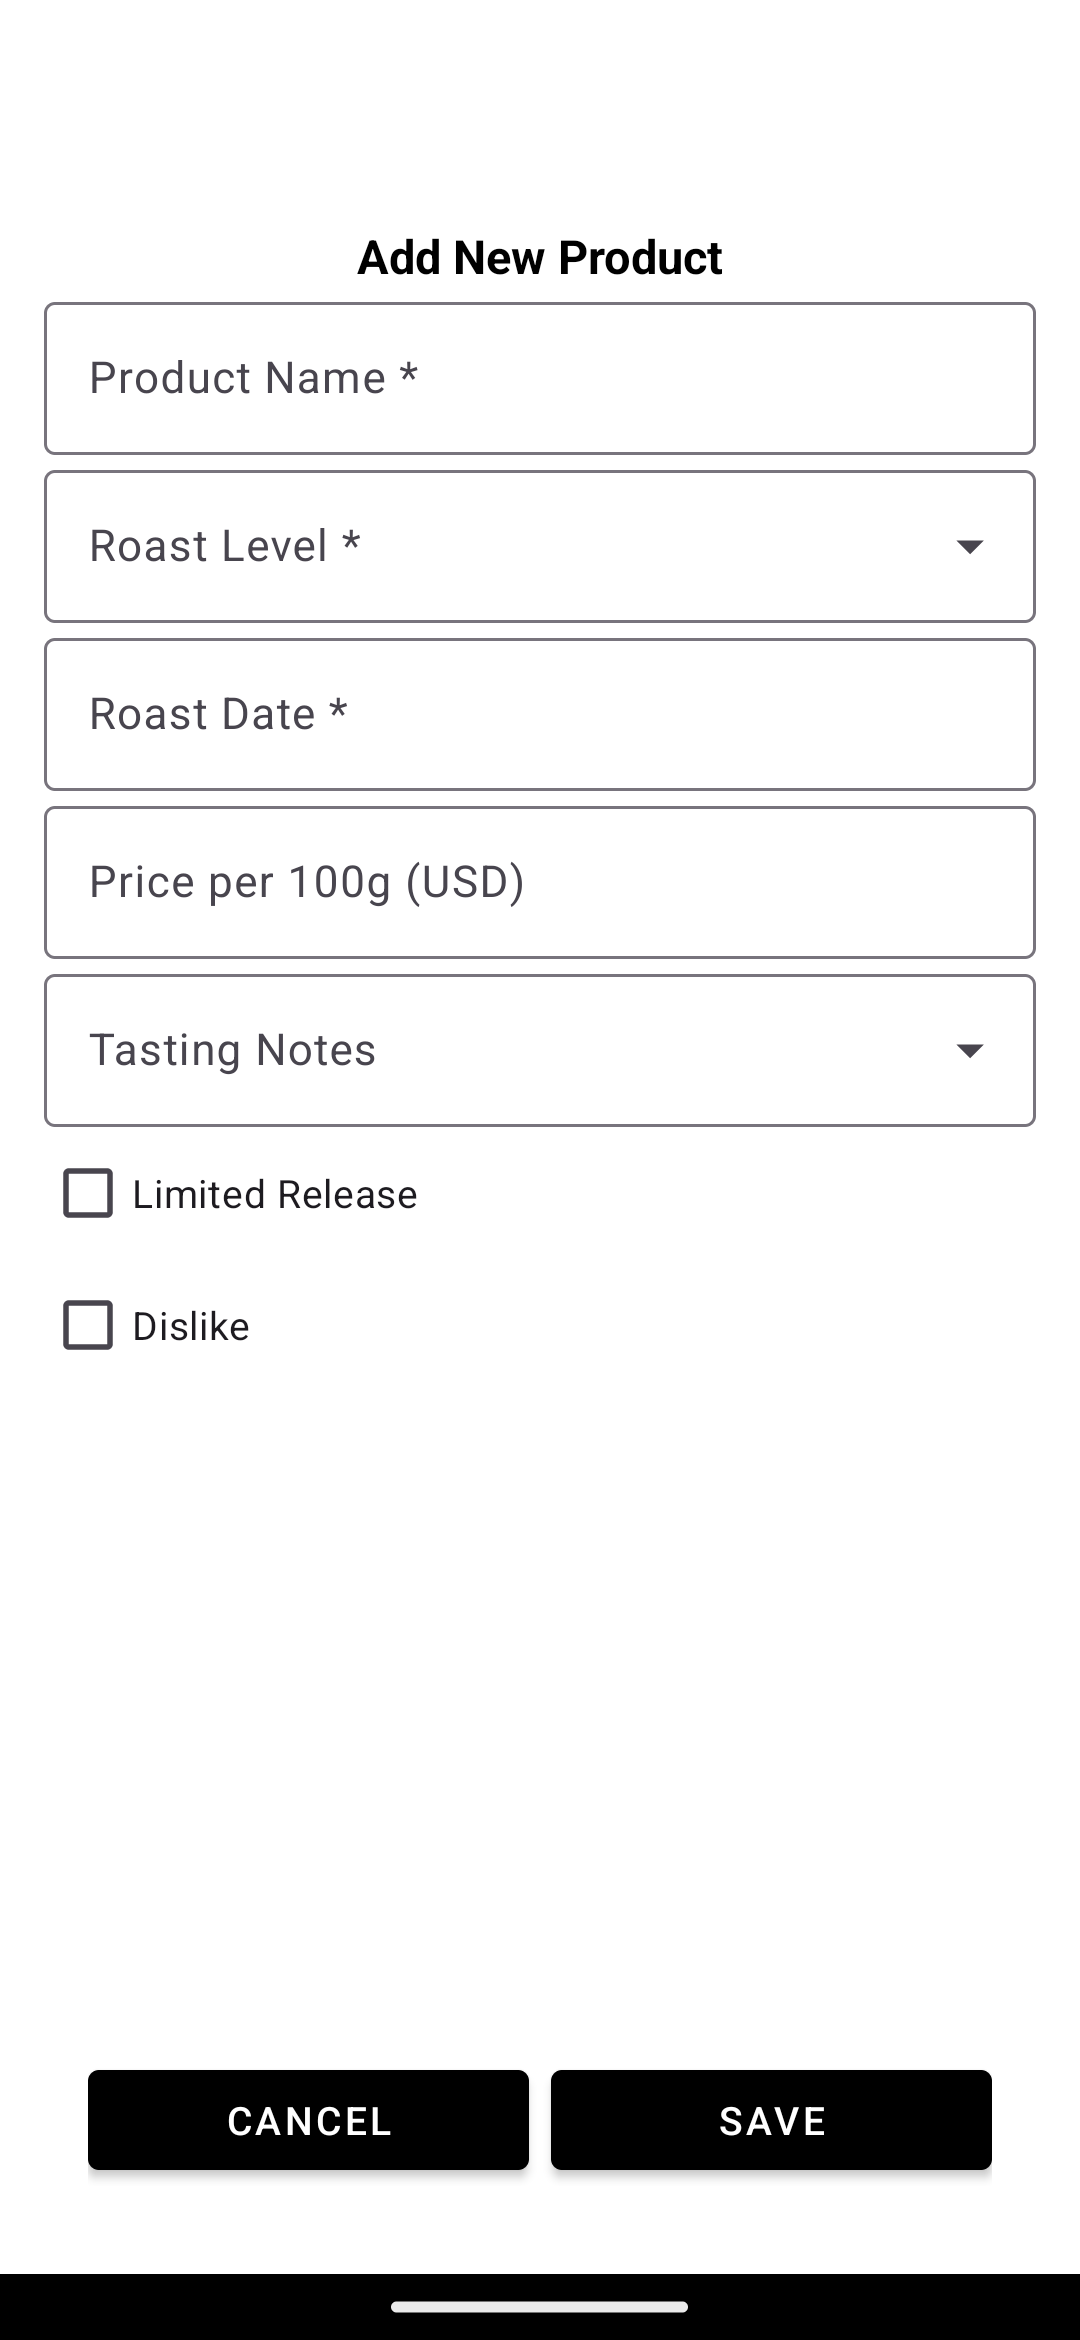 Add New Product
Product Name *
Roast Level *
Roast Date *
Price per 100g (USD)
Tasting Notes
Limited Release
Dislike
CANCEL SAVE